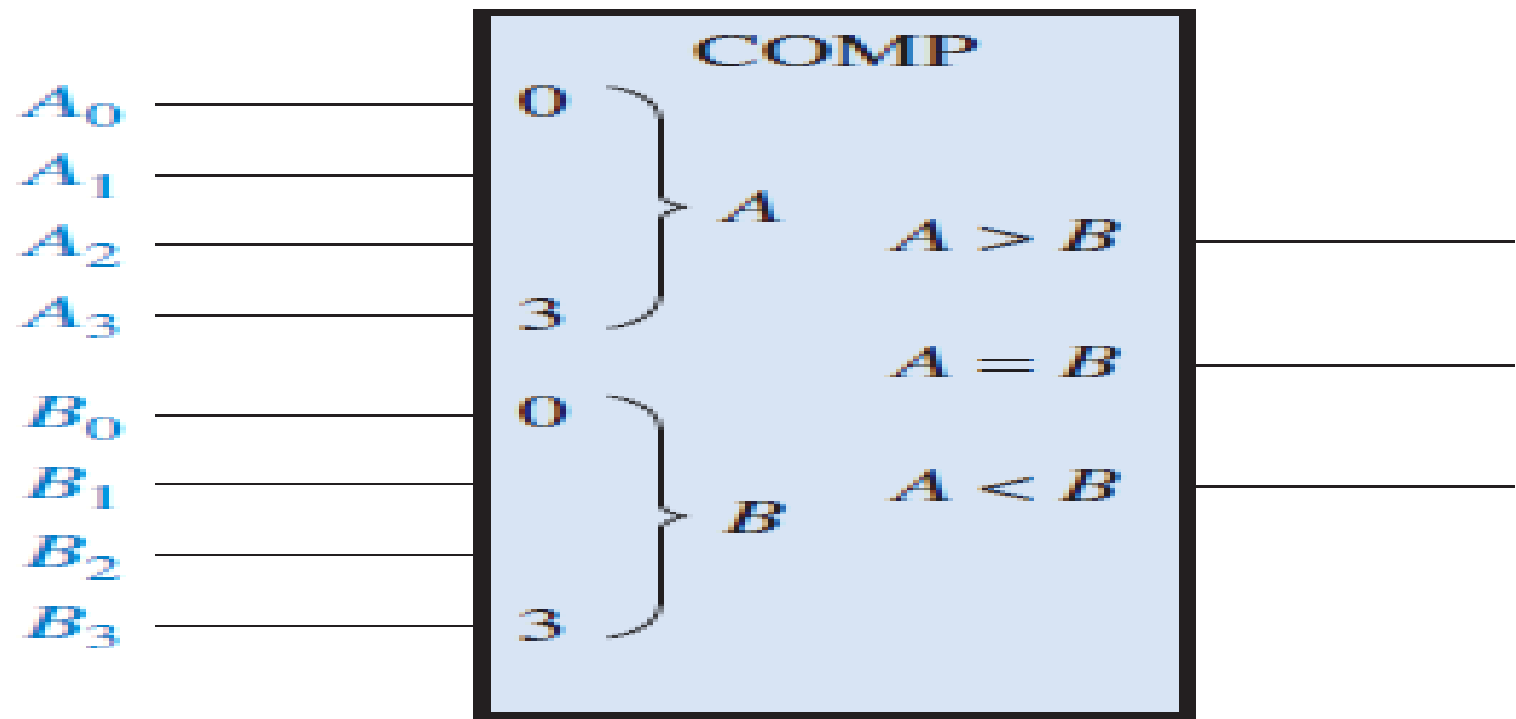 COMP
A₀ 0
A₁
A A > B
A₂
A₃ 3
A = B
B₀ 0
B₁ A < B
B
B₂
B₃ 3